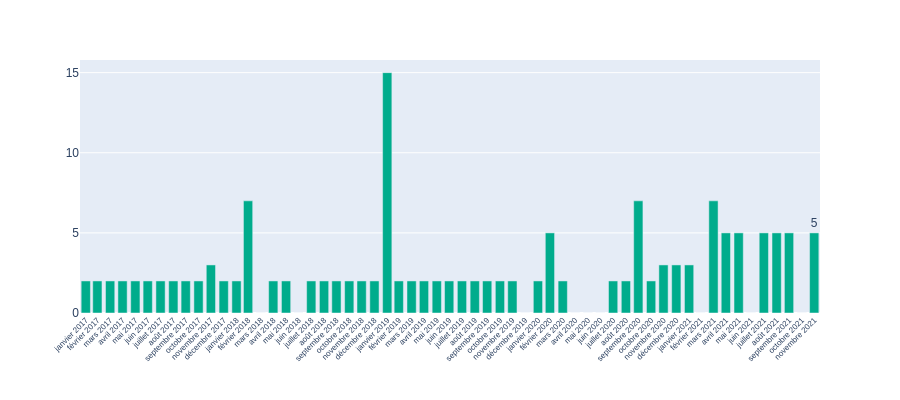 15
10
5
0
5
janvier 2017
février 2017
mars 2017
avril 2017
mai 2017
juin 2017
juillet 2017
août 2017
septembre 2017
octobre 2017
novembre 2017
décembre 2017
janvier 2018
février 2018
mars 2018
avril 2018
mai 2018
juin 2018
juillet 2018
août 2018
septembre 2018
octobre 2018
novembre 2018
décembre 2018
janvier 2019
février 2019
mars 2019
avril 2019
mai 2019
juin 2019
juillet 2019
août 2019
septembre 2019
octobre 2019
novembre 2019
décembre 2019
janvier 2020
février 2020
mars 2020
avril 2020
mai 2020
juin 2020
juillet 2020
août 2020
septembre 2020
octobre 2020
novembre 2020
décembre 2020
janvier 2021
février 2021
mars 2021
avril 2021
mai 2021
juin 2021
juillet 2021
août 2021
septembre 2021
octobre 2021
novembre 2021